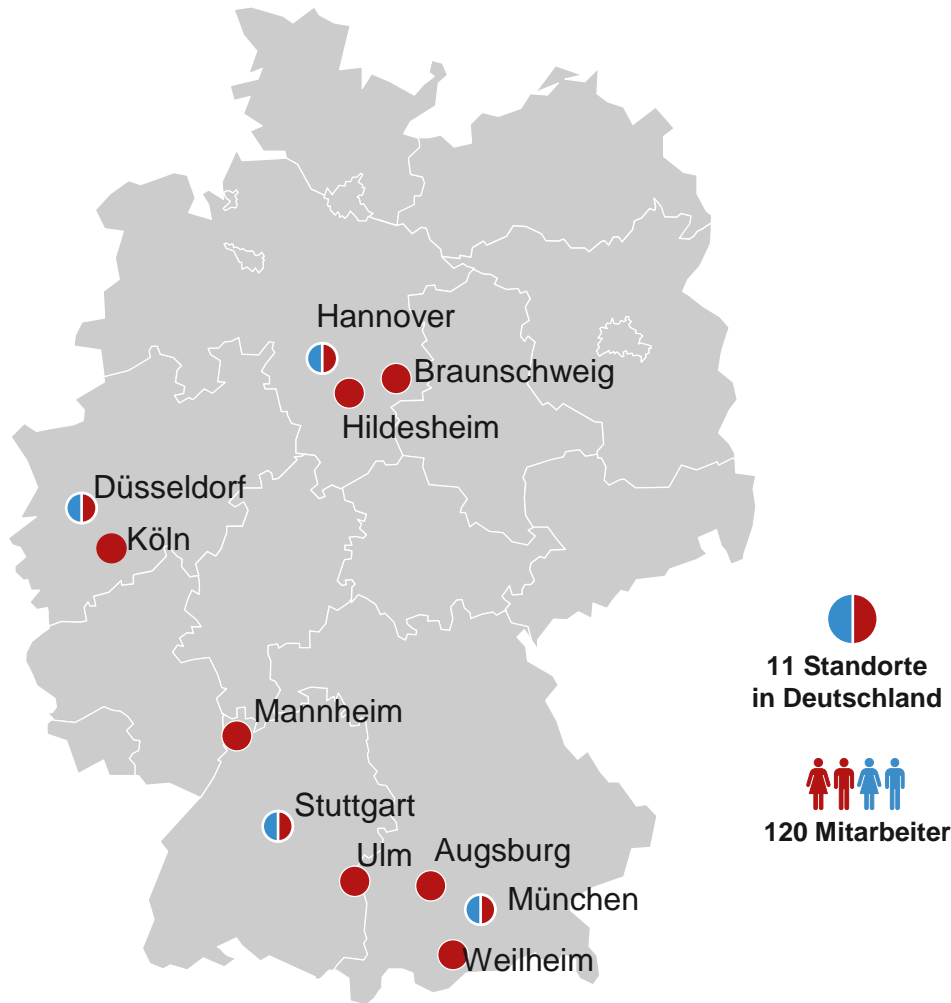 Hannover
Braunschweig
Hildesheim
Düsseldorf
Köln
11 Standorte
in Deutschland
Mannheim
Stuttgart
120 Mitarbeiter
Ulm
Augsburg
München
Weilheim